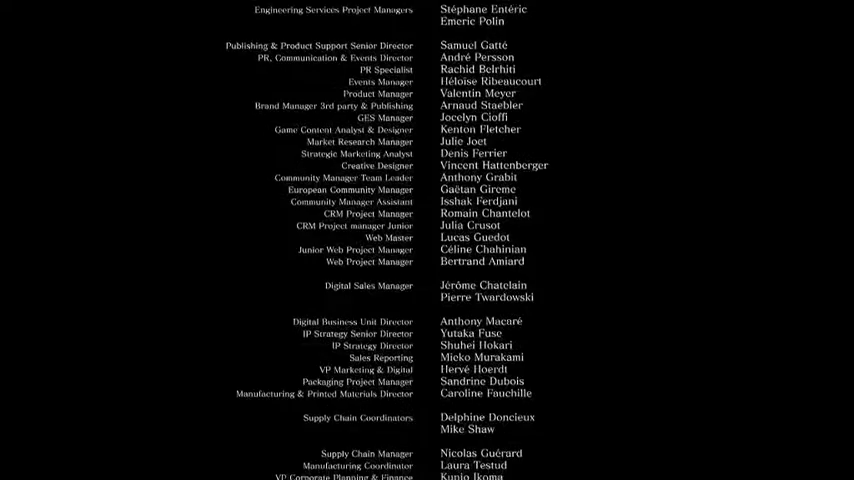 Engineering Services Project Managers Stéphane Entéric
Emeric Polin
Publishing & Product Support Senior Director Samuel Gatté
PR, Communication & Events Director André Persson
PR Specialist Rachid Belrhiti
Events Manager Héloïse Ribeaucourt
Product Manager Valentin Meyer
Brand Manager 3rd party & Publishing Arnaud Staebler
GES Manager Jocelyn Cioffi
Game Content Analyst & Designer Kenton Fletcher
Market Research Manager Julie Joet
Strategic Marketing Analyst Denis Ferrier
Creative Designer Vincent Hattenberger
Community Manager Team Leader Anthony Grabit
European Community Manager Gaëtan Gireme
Community Manager Assistant Isshak Ferdjani
CRM Project Manager Romain Chantelot
CRM Project manager Junior Julia Crusot
Web Master Lucas Guedot
Junior Web Project Manager Céline Chahinian
Web Project Manager Bertrand Amiard
Digital Sales Manager Jérôme Chatelain
Pierre Twardowski
Digital Business Unit Director Anthony Macaré
IP Strategy Senior Director Yutaka Fuse
IP Strategy Director Shuhei Hokari
Sales Reporting Mieko Murakami
VP Marketing & Digital Hervé Hoerdt
Packaging Project Manager Sandrine Dubois
Manufacturing & Printed Materials Director Caroline Fauchille
Supply Chain Coordinators Delphine Doncieux
Mike Shaw
Supply Chain Manager Nicolas Guérard
Manufacturing Coordinator Laura Testud
VP Corporate Planning & Finance Kunio Ikoma